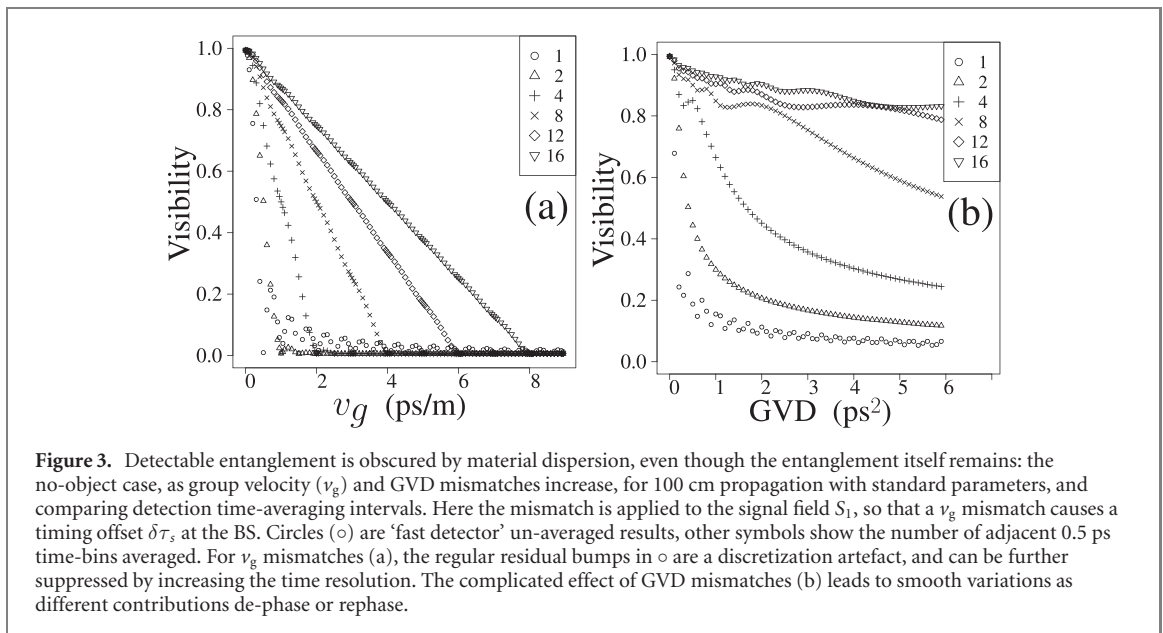 1.0
0.8
0.6
0.4
0.2
0.0
Visibility
0 2 4 6 8
vg (ps/m)
1
2
4
8
12
16
(a)
1.0
0.8
0.6
0.4
0.2
0.0
Visibility
0 1 2 3 4 5 6
GVD (ps²)
1
2
4
8
12
16
(b)
Figure 3. Detectable entanglement is obscured by material dispersion, even though the entanglement itself remains: the
no-object case, as group velocity (vg) and GVD mismatches increase, for 100 cm propagation with standard parameters, and
comparing detection time-averaging intervals. Here the mismatch is applied to the signal field S1, so that a vg mismatch causes a
timing offset δτs at the BS. Circles (○) are ‘fast detector’ un-averaged results, other symbols show the number of adjacent 0.5 ps
time-bins averaged. For vg mismatches (a), the regular residual bumps in ○ are a discretization artefact, and can be further
suppressed by increasing the time resolution. The complicated effect of GVD mismatches (b) leads to smooth variations as
different contributions de-phase or rephase.